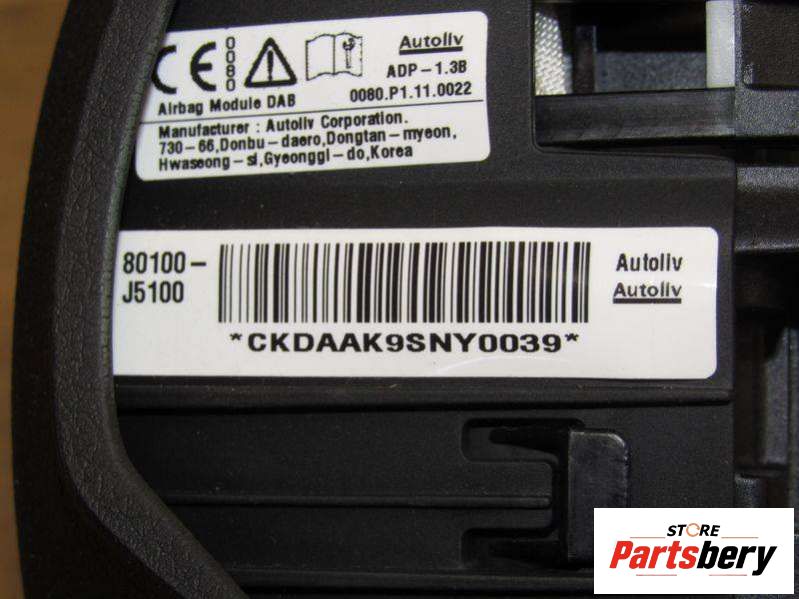 CE
0080
Autoliv
ADP-1.3B
Airbag Module DAB
0080.P1.11.0022
Manufacturer : Autoliv Corporation.
730-66,Donbu-daero,Dongtan-myeon,
Hwaseong-si,Gyeonggi-do,Korea
80100-
J5100
Autoliv
Autoliv
*CKDAAK9SNY0039*
STORE
Partsbery